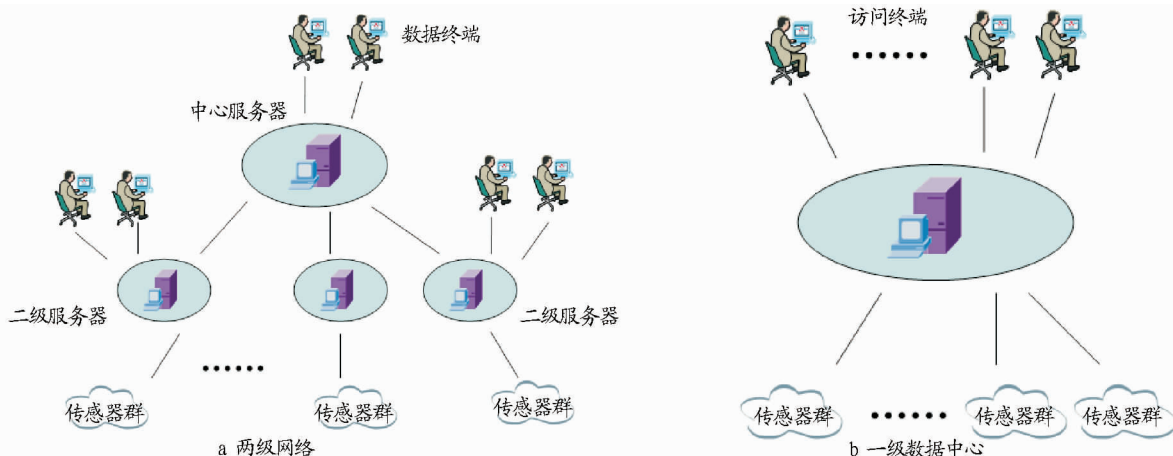 数据终端
中心服务器
二级服务器
二级服务器
传感器群
传感器群
传感器群
a 两级网络
访问终端
传感器群
传感器群
传感器群
b 一级数据中心